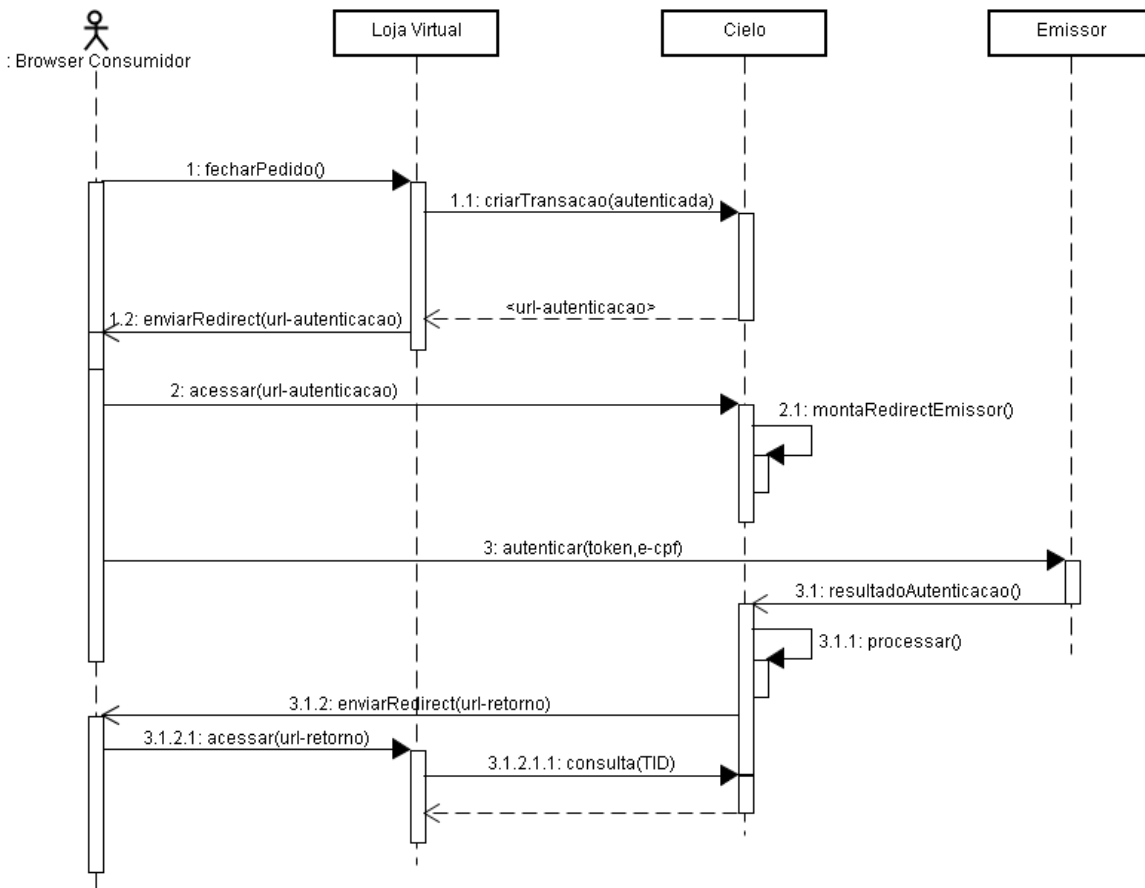 Loja Virtual
Cielo
Emissor
: Browser Consumidor
1: fecharPedido()
1.1: criarTransacao(autenticada)
<url-autenticacao>
1.2: enviarRedirect(url-autenticacao)
2: acessar(url-autenticacao)
2.1: montaRedirectEmissor()
3: autenticar(token,e-cpf)
3.1: resultadoAutenticacao()
3.1.1: processar()
3.1.2: enviarRedirect(url-retorno)
3.1.2.1: acessar(url-retorno)
3.1.2.1.1: consulta(TID)